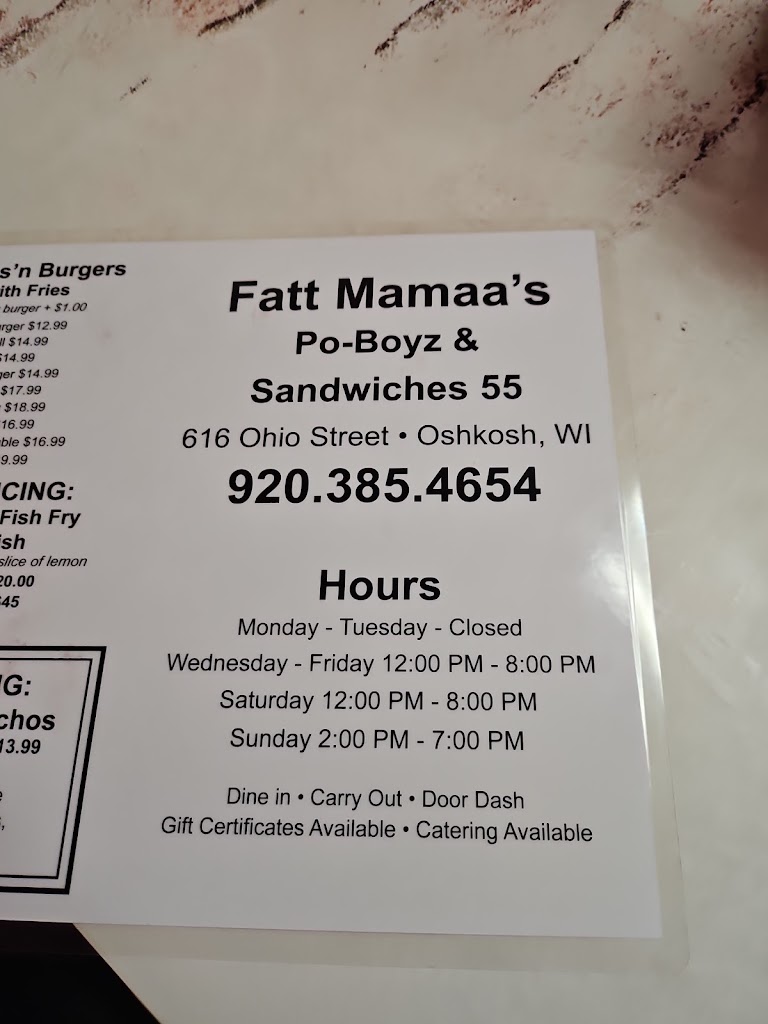 s'n Burgers
ith Fries
burger + $1.00
rger $12.99
ll $14.99
$14.99
ger $14.99
$17.99
$18.99
16.99
ble $16.99
9.99
ICING:
Fish Fry
ish
slice of lemon
20.00
$45
G:
chos
13.99
Fatt Mamaa's
Po-Boyz &
Sandwiches 55
616 Ohio Street • Oshkosh, WI
920.385.4654
Hours
Monday - Tuesday - Closed
Wednesday - Friday 12:00 PM - 8:00 PM
Saturday 12:00 PM - 8:00 PM
Sunday 2:00 PM - 7:00 PM
Dine in • Carry Out • Door Dash
Gift Certificates Available • Catering Available